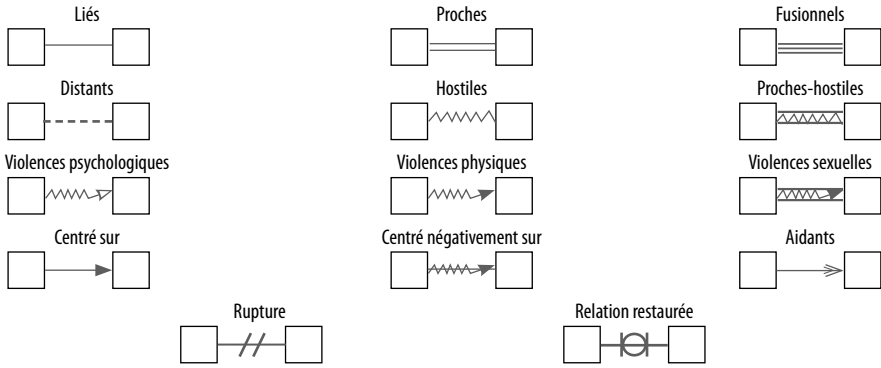 Liés
Proches
Fusionnels
Distants
Hostiles
Proches-hostiles
Violences psychologiques
Violences physiques
Violences sexuelles
Centré sur
Centré négativement sur
Aidants
Rupture
Relation restaurée